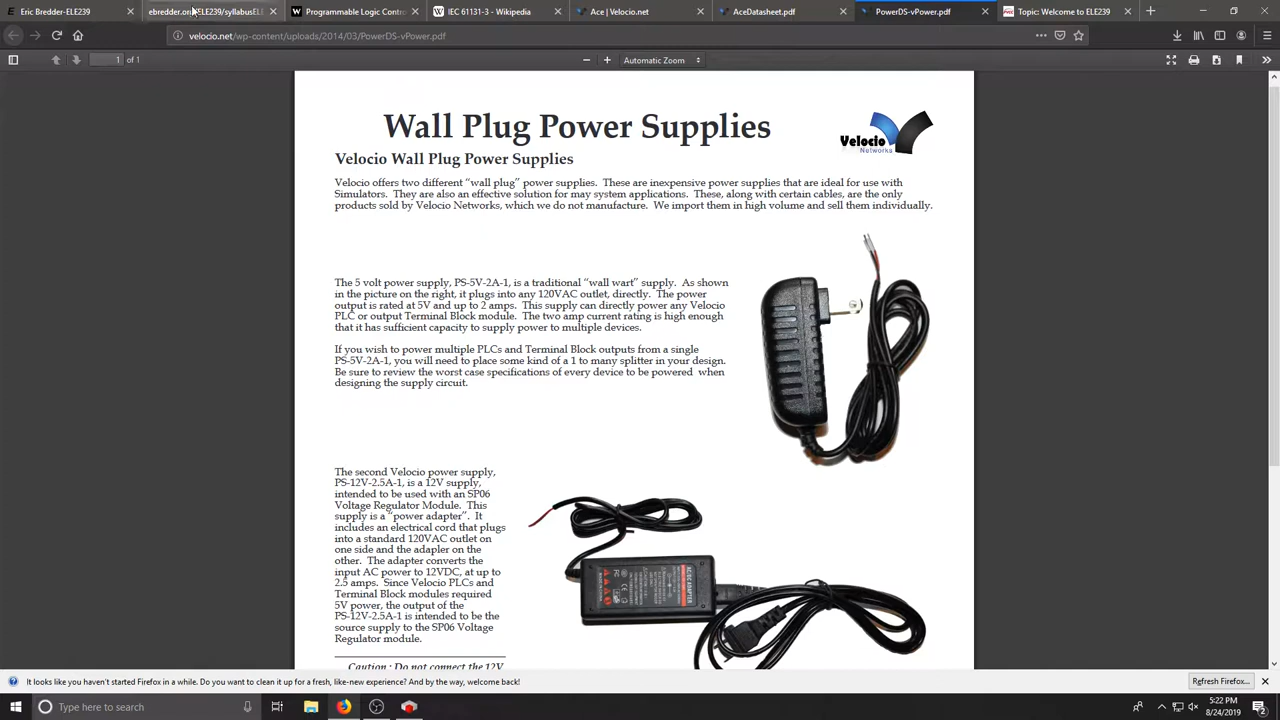 Eric Bredder-ELE239
ebredder.org/ELE239/syllabusELE
Programmable Logic Contro
IEC 61131-3 - Wikipedia
Ace | Velocio.net
AceDatasheet.pdf
PowerDS-vPower.pdf
Topic: Welcome to ELE239
velocio.net/wp-content/uploads/2014/03/PowerDS-vPower.pdf
1 of 1
Automatic Zoom
Wall Plug Power Supplies
Velocio
Networks
Velocio Wall Plug Power Supplies
Velocio offers two different “wall plug” power supplies. These are inexpensive power supplies that are ideal for use with
Simulators. They are also an effective solution for may system applications. These, along with certain cables, are the only
products sold by Velocio Networks, which we do not manufacture. We import them in high volume and sell them individually.
The 5 volt power supply, PS-5V-2A-1, is a traditional “wall wart” supply. As shown
in the picture on the right, it plugs into any 120VAC outlet, directly. The power
output is rated at 5V and up to 2 amps. This supply can directly power any Velocio
PLC or output Terminal Block module. The two amp current rating is high enough
that it has sufficient capacity to supply power to multiple devices.
If you wish to power multiple PLCs and Terminal Block outputs from a single
PS-5V-2A-1, you will need to place some kind of a 1 to many splitter in your design.
Be sure to review the worst case specifications of every device to be powered when
designing the supply circuit.
The second Velocio power supply,
PS-12V-2.5A-1, is a 12V supply,
intended to be used with an SP06
Voltage Regulator Module. This
supply is a “power adapter”. It
includes an electrical cord that plugs
into a standard 120VAC outlet on
one side and the adapter on the
other. The adapter converts the
input AC power to 12VDC, at up to
2.5 amps. Since Velocio PLCs and
Terminal Block modules required
5V power, the output of the
PS-12V-2.5A-1 is intended to be the
source supply to the SP06 Voltage
Regulator module.
Caution : Do not connect the 12V
AC/DC ADAPTER
It looks like you haven't started Firefox in a while. Do you want to clean it up for a fresh, like-new experience? And by the way, welcome back!
Refresh Firefox...
Type here to search
5:22 PM
8/24/2019
2